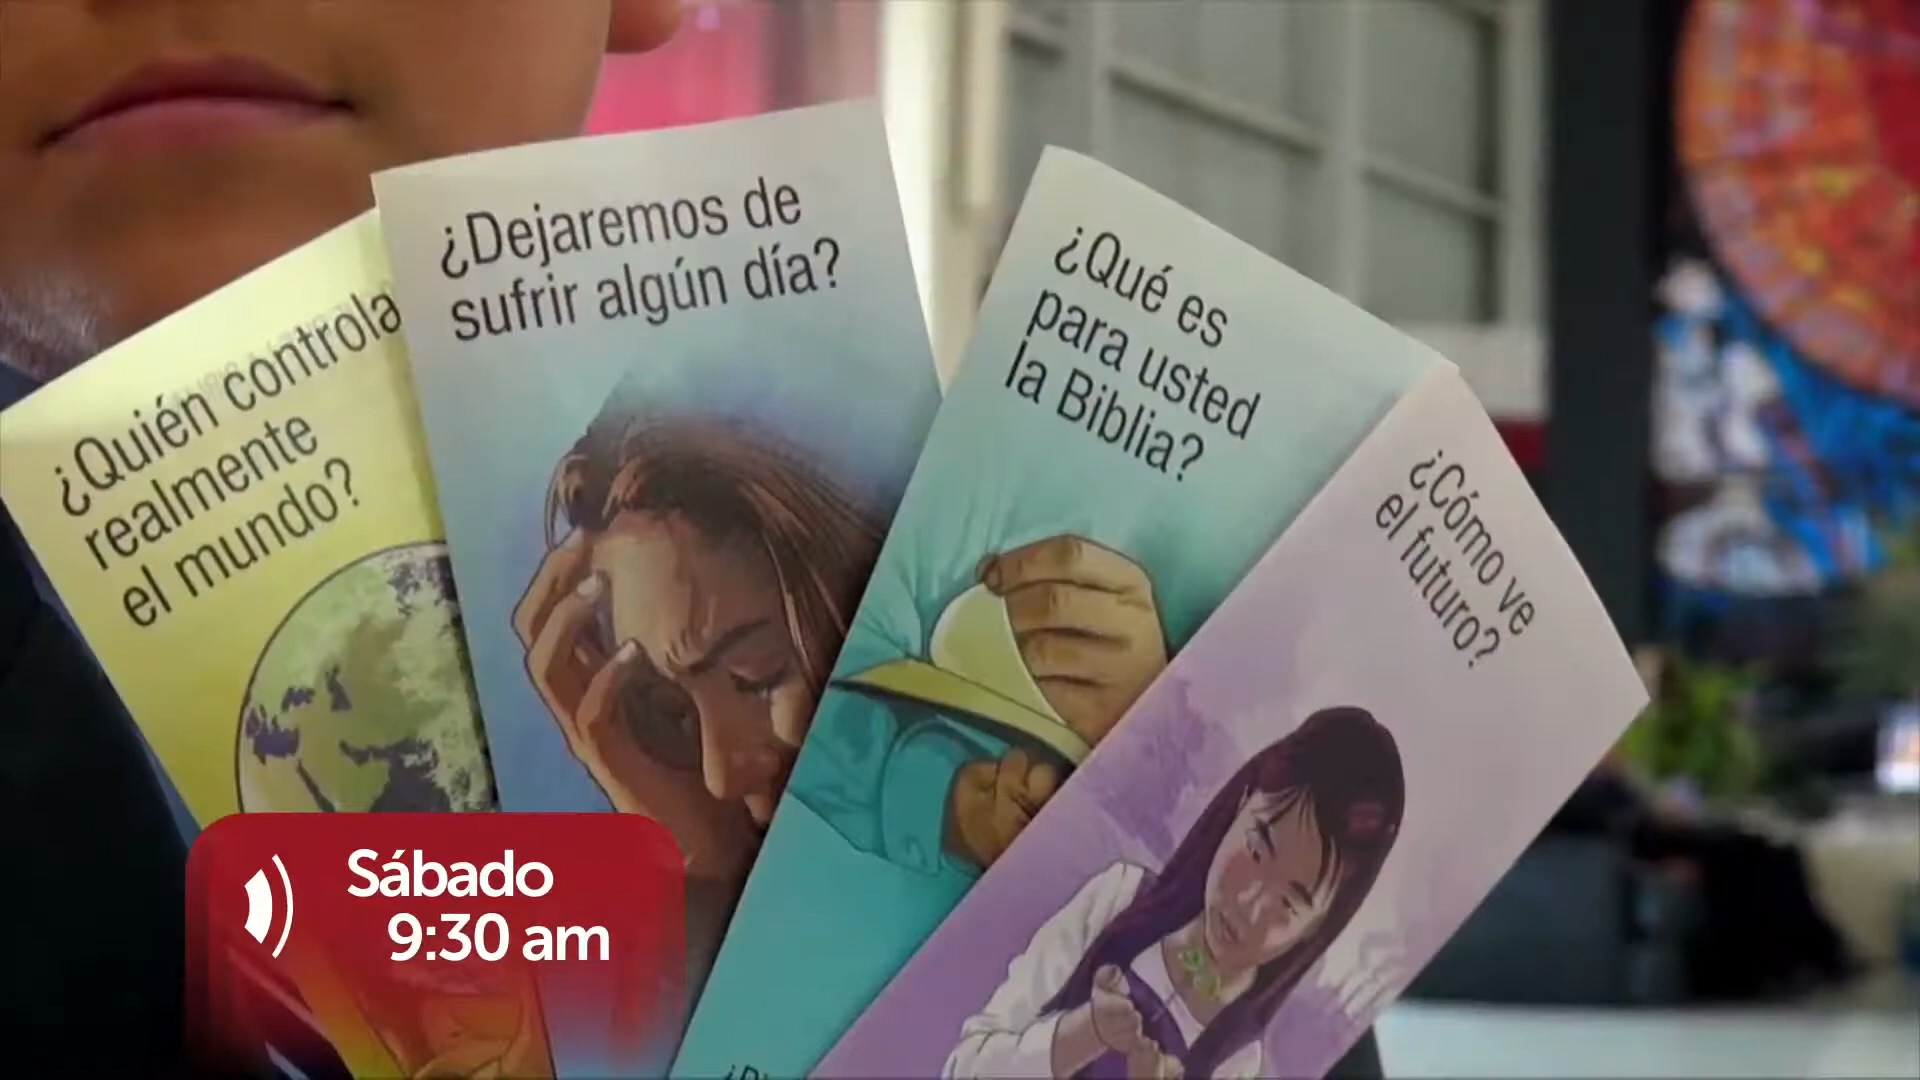 ¿Quién controla
realmente
el mundo?
¿Dejaremos de
sufrir algún día?
¿Qué es
para usted
la Biblia?
¿Cómo ve
el futuro?
Sábado
9:30 am